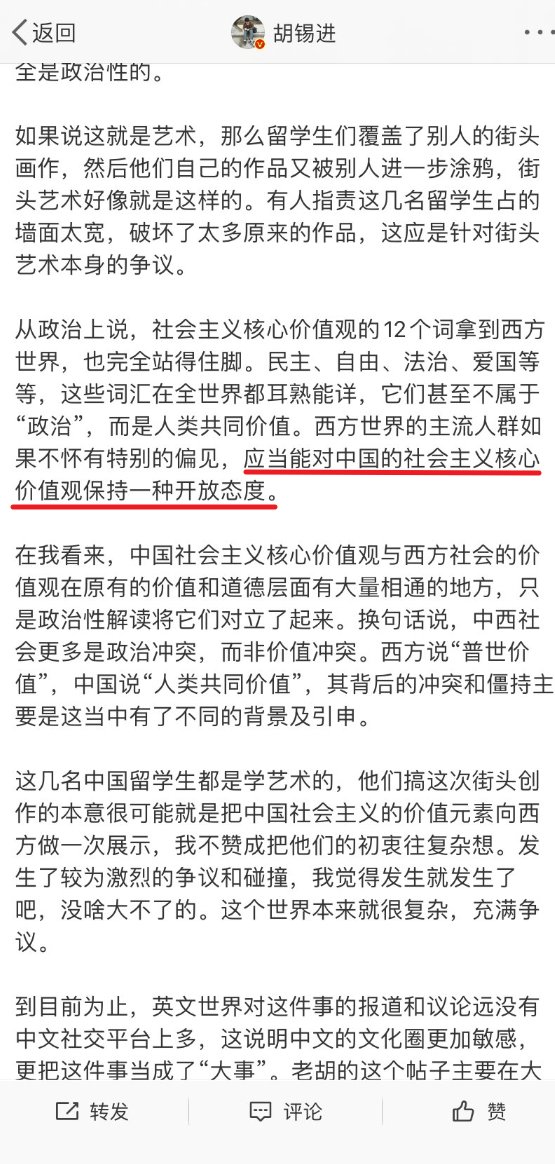 返回
胡锡进
全是政治性的。
如果说这就是艺术，那么留学生们覆盖了别人的街头
画作，然后他们自己的作品又被别人进一步涂鸦，街
头艺术好像就是这样的。有人指责这几名留学生占的
墙面太宽，破坏了太多原来的作品，这应是针对街头
艺术本身的争议。
从政治上说，社会主义核心价值观的12个词拿到西方
世界，也完全站得住脚。民主、自由、法治、爱国等
等，这些词汇在全世界都耳熟能详，它们甚至不属于
“政治”，而是人类共同价值。西方世界的主流人群如
果不怀有特别的偏见，应当能对中国的社会主义核心
价值观保持一种开放态度。
在我看来，中国社会主义核心价值观与西方社会的价
值观在原有的价值和道德层面有大量相通的地方，只
是政治性解读将它们对立了起来。换句话说，中西社
会更多是政治冲突，而非价值冲突。西方说“普世价
值”，中国说“人类共同价值”，其背后的冲突和僵持主
要是这当中有了不同的背景及引申。
这几名中国留学生都是学艺术的，他们搞这次街头创
作的本意很可能就是把中国社会主义的价值元素向西
方做一次展示，我不赞成把他们的初衷往复杂想。发
生了较为激烈的争议和碰撞，我觉得发生就发生了
吧，没啥大不了的。这个世界本来就很复杂，充满争
议。
到目前为止，英文世界对这件事的报道和议论远没有
中文社交平台上多，这说明中文的文化圈更加敏感，
更把这件事当成了“大事”。老胡的这个帖子主要在大
转发
评论
赞